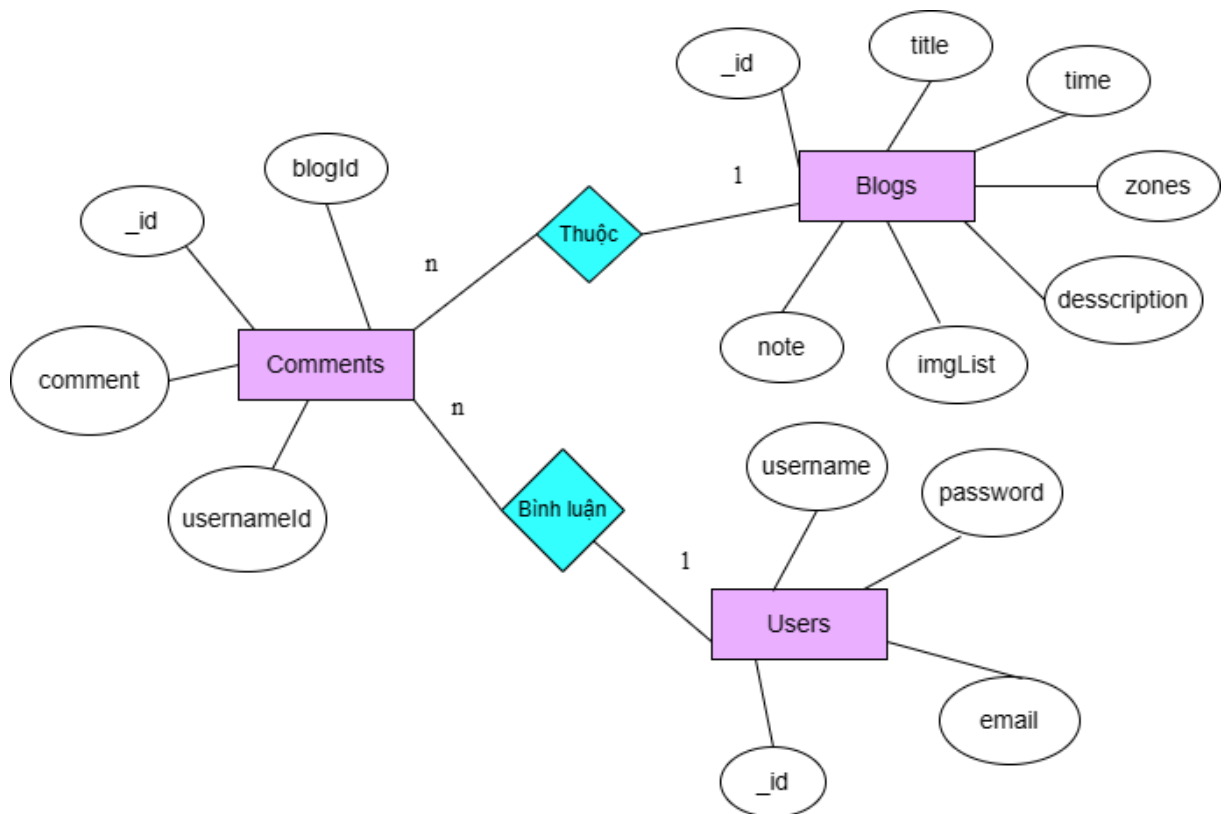 title
_id
time
blogId
1
Blogs
zones
_id
Thuộc
n
desscription
note
imgList
Comments
comment
n
username
password
Bình luận
usernameId
1
Users
email
_id